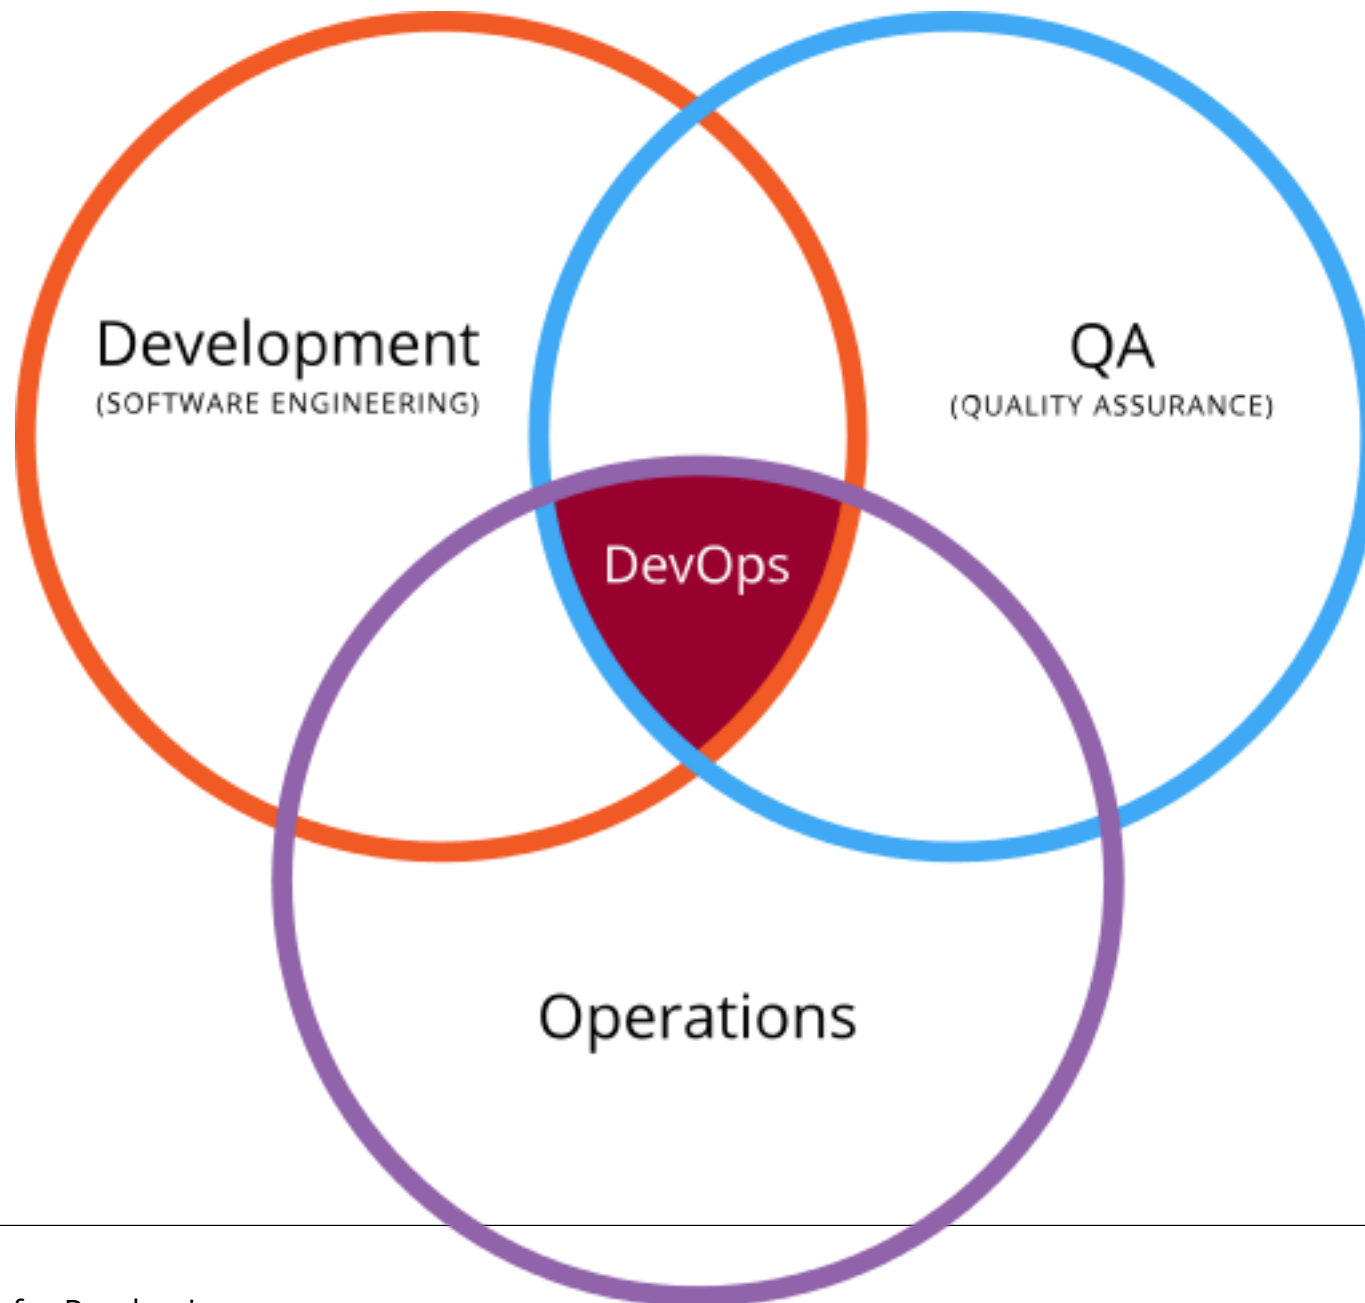 Development
(SOFTWARE ENGINEERING)
QA
(QUALITY ASSURANCE)
DevOps
Operations